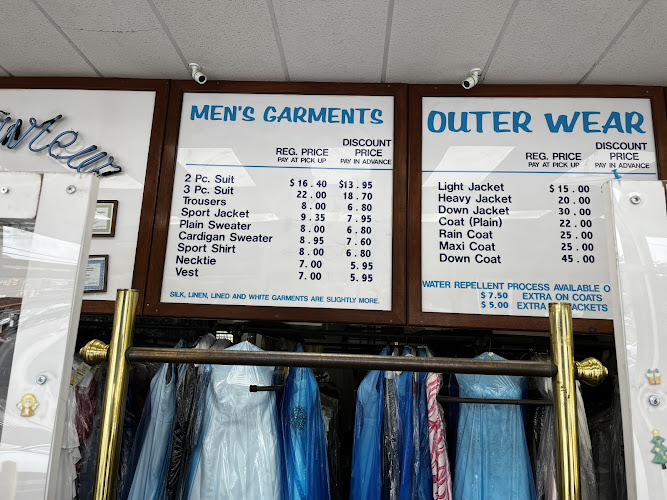 MEN'S GARMENTS
REG. PRICE
PAY AT PICK UP
DISCOUNT
PRICE
PAY IN ADVANCE
2 Pc. Suit $16.40 $13.95
3 Pc. Suit 22.00 18.70
Trousers 8.00 6.80
Sport Jacket 9.35 7.95
Plain Sweater 8.00 6.80
Cardigan Sweater 8.95 7.60
Sport Shirt 8.00 6.80
Necktie 7.00 5.95
Vest 7.00 5.95
SILK, LINEN, LINED AND WHITE GARMENTS ARE SLIGHTLY MORE.
OUTER WEAR
REG. PRICE
PAY AT PICK UP
DISCOUNT
PRICE
PAY IN ADVANCE
Light Jacket $15.00
Heavy Jacket 20.00
Down Jacket 30.00
Coat (Plain) 22.00
Rain Coat 25.00
Maxi Coat 25.00
Down Coat 45.00
WATER REPELLENT PROCESS AVAILABLE O
$7.50 EXTRA ON COATS
$5.00 EXTRA ACKETS